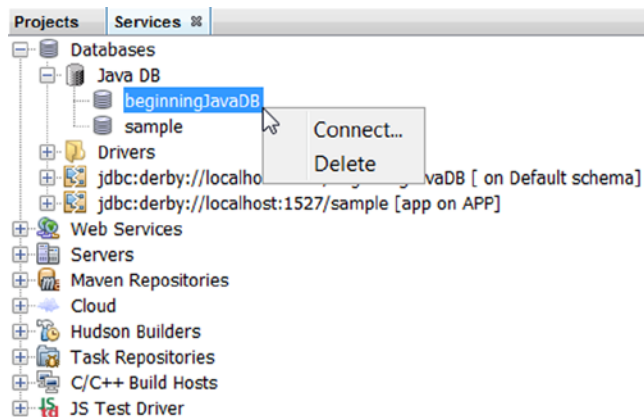 Projects Services
Databases
Java DB
beginningJavaDB
sample
Connect...
Delete
Drivers
jdbc:derby://localho vaDB [ on Default schema]
jdbc:derby://localhost:1527/sample [app on APP]
Web Services
Servers
Maven Repositories
Cloud
Hudson Builders
Task Repositories
C/C++ Build Hosts
JS Test Driver